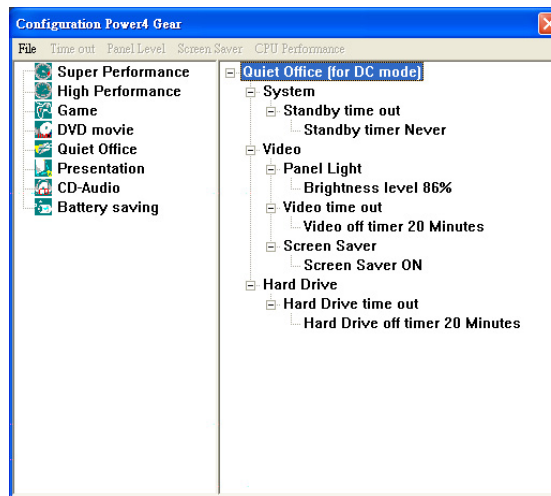 Configuration Power4 Gear
File Time out Panel Level Screen Saver CPU Performance
Super Performance
High Performance
Game
DVD movie
Quiet Office
Presentation
CD-Audio
Battery saving
Quiet Office (for DC mode)
System
Standby time out
Standby timer Never
Video
Panel Light
Brightness level 86%
Video time out
Video off timer 20 Minutes
Screen Saver
Screen Saver ON
Hard Drive
Hard Drive time out
Hard Drive off timer 20 Minutes